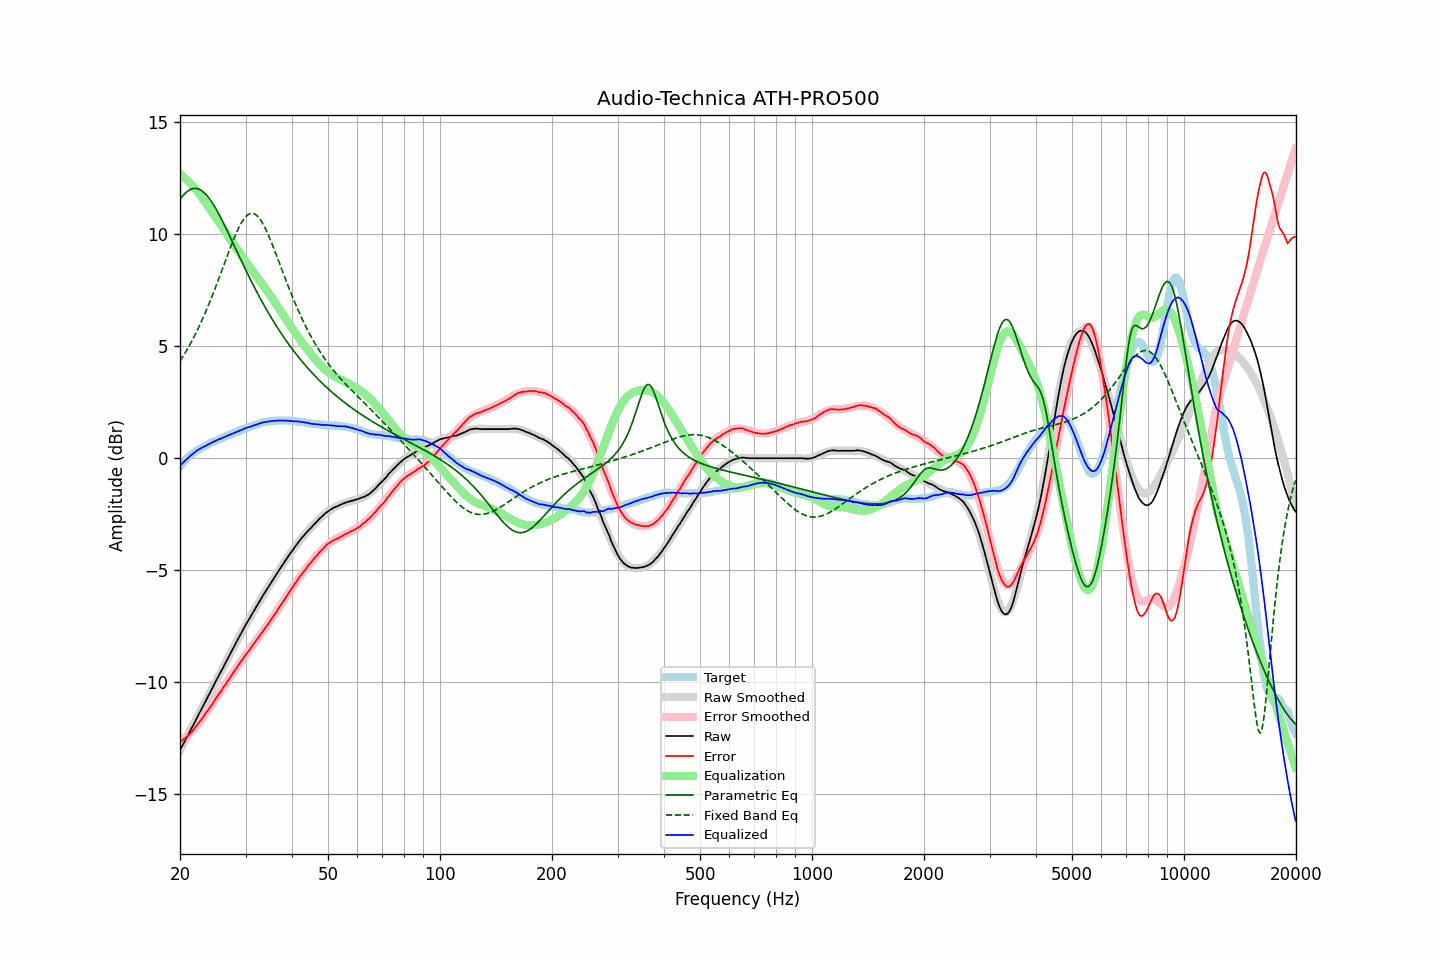 Audio-Technica ATH-PRO500
15
10
5
0
−5
−10
−15
Amplitude (dBr)
Target
Raw Smoothed
Error Smoothed
Raw
Error
Equalization
Parametric Eq
Fixed Band Eq
Equalized
20 50 100 200 500 1000 2000 5000 10000 20000
Frequency (Hz)